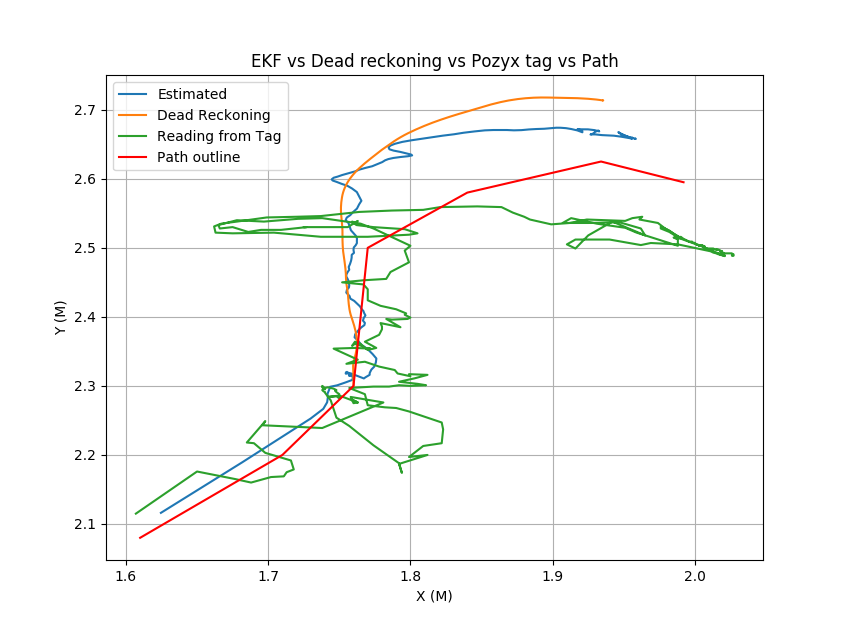 EKF vs Dead reckoning vs Pozyx tag vs Path
Estimated
Dead Reckoning
Reading from Tag
Path outline
2.7
2.6
2.5
2.4
2.3
2.2
2.1
Y (M)
1.6 1.7 1.8 1.9 2.0
X (M)